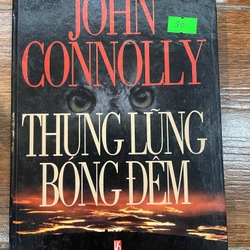 JOHN
CONNOLLY
THUNG LŨNG
BÓNG ĐÊM